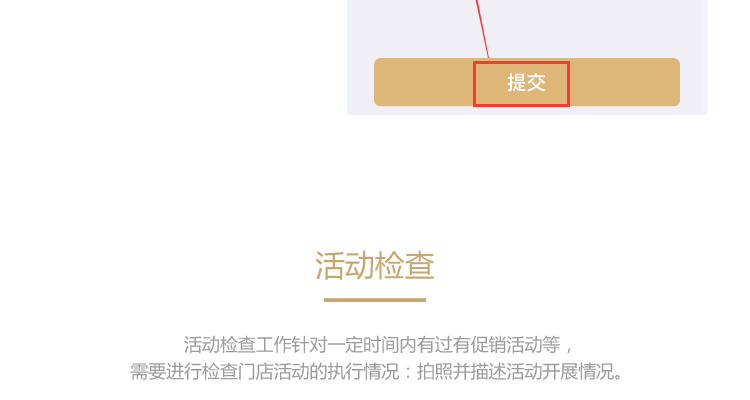 提交
活动检查
活动检查工作针对一定时间内有过有促销活动等，
需要进行检查门店活动的执行情况：拍照并描述活动开展情况。